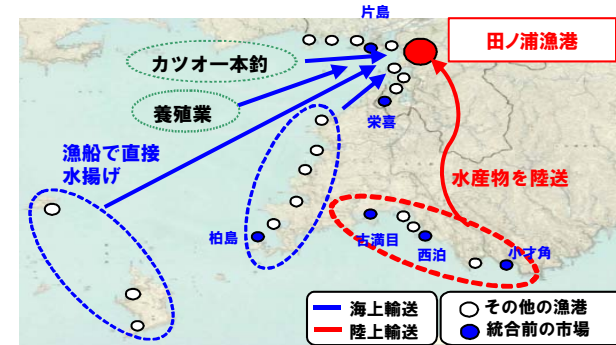 片島
田ノ浦漁港
カツオ一本釣
養殖業
栄喜
漁船で直接
水揚げ
水産物を陸送
柏島
古満目
西泊
小才角
海上輸送
陸上輸送
その他の漁港
統合前の市場